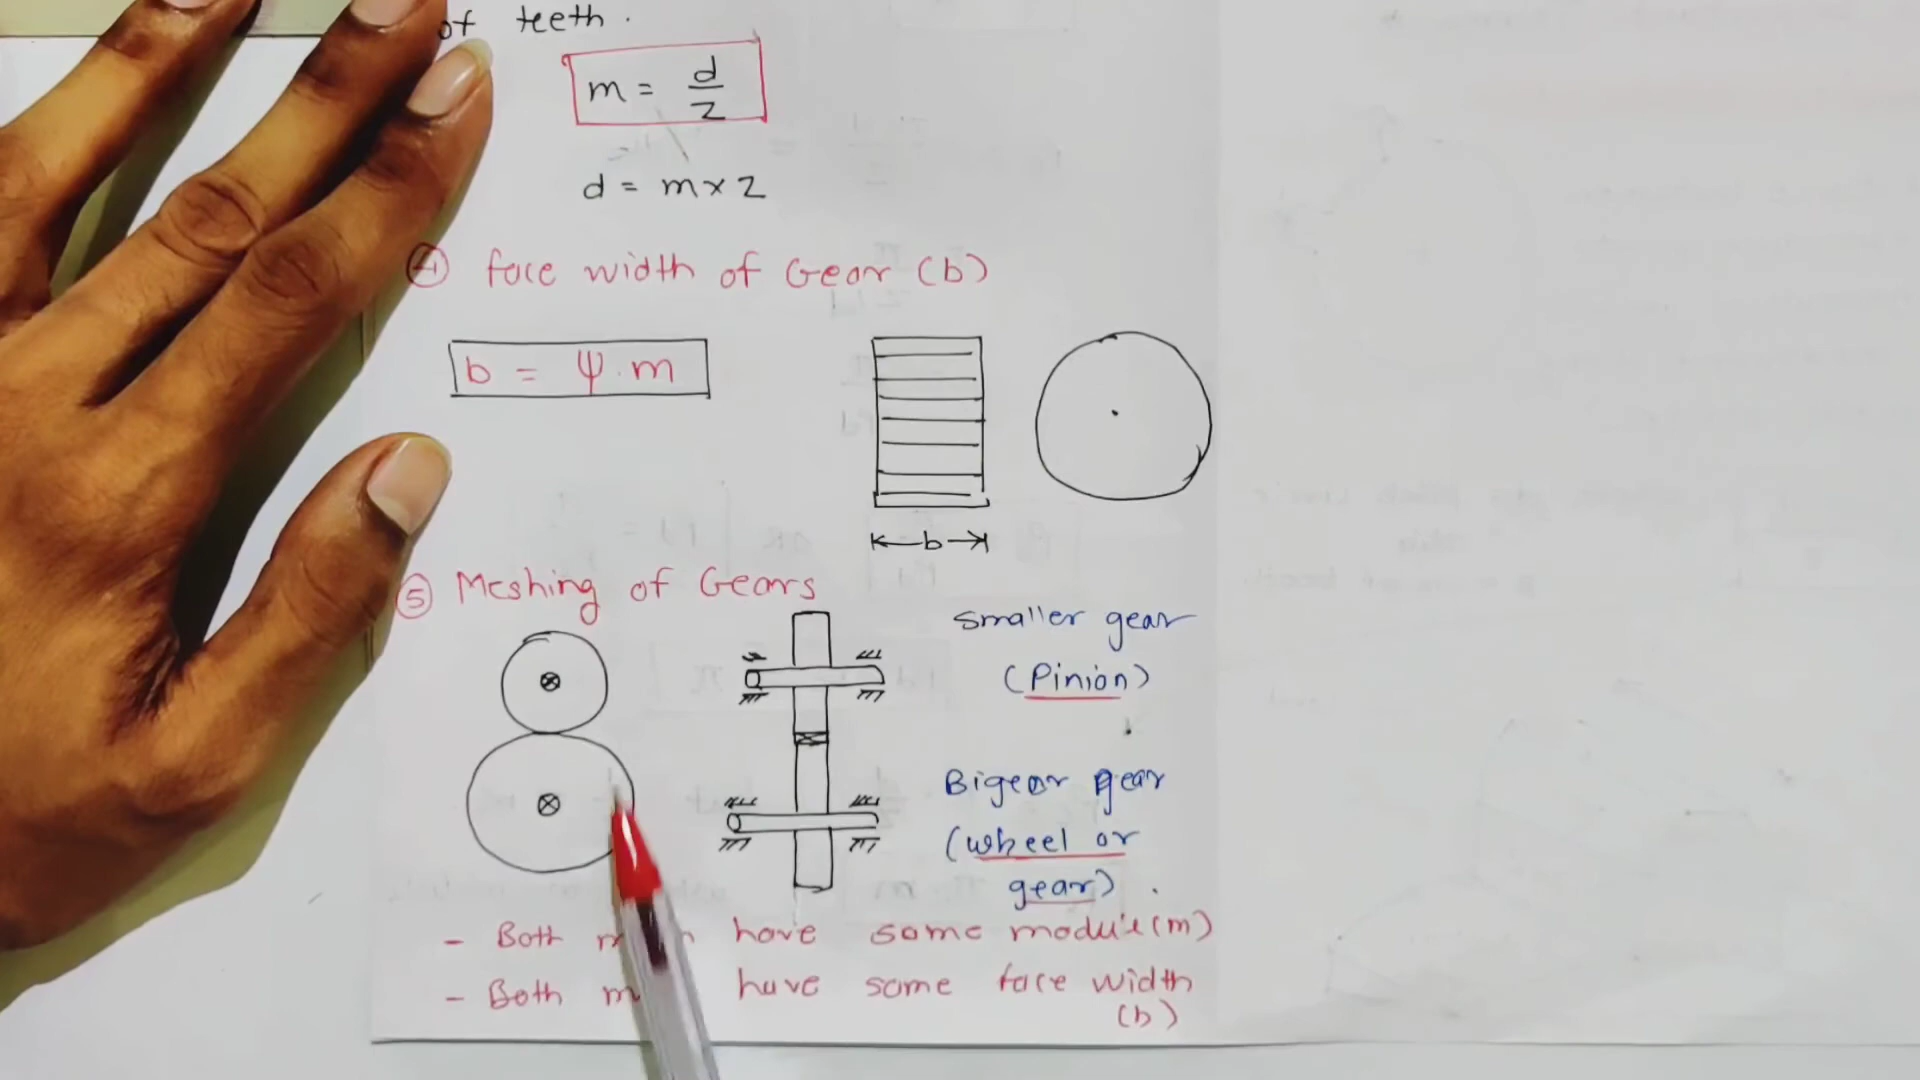 of teeth.
m = d/z
d = m x z
④ face width of Gear (b)
b = ψ.m
b
⑤ Meshing of Gears
smaller gear
(Pinion)
Bigeor gear
(wheel or
gear).
- Both have same module (m)
- Both have same face width
(b)